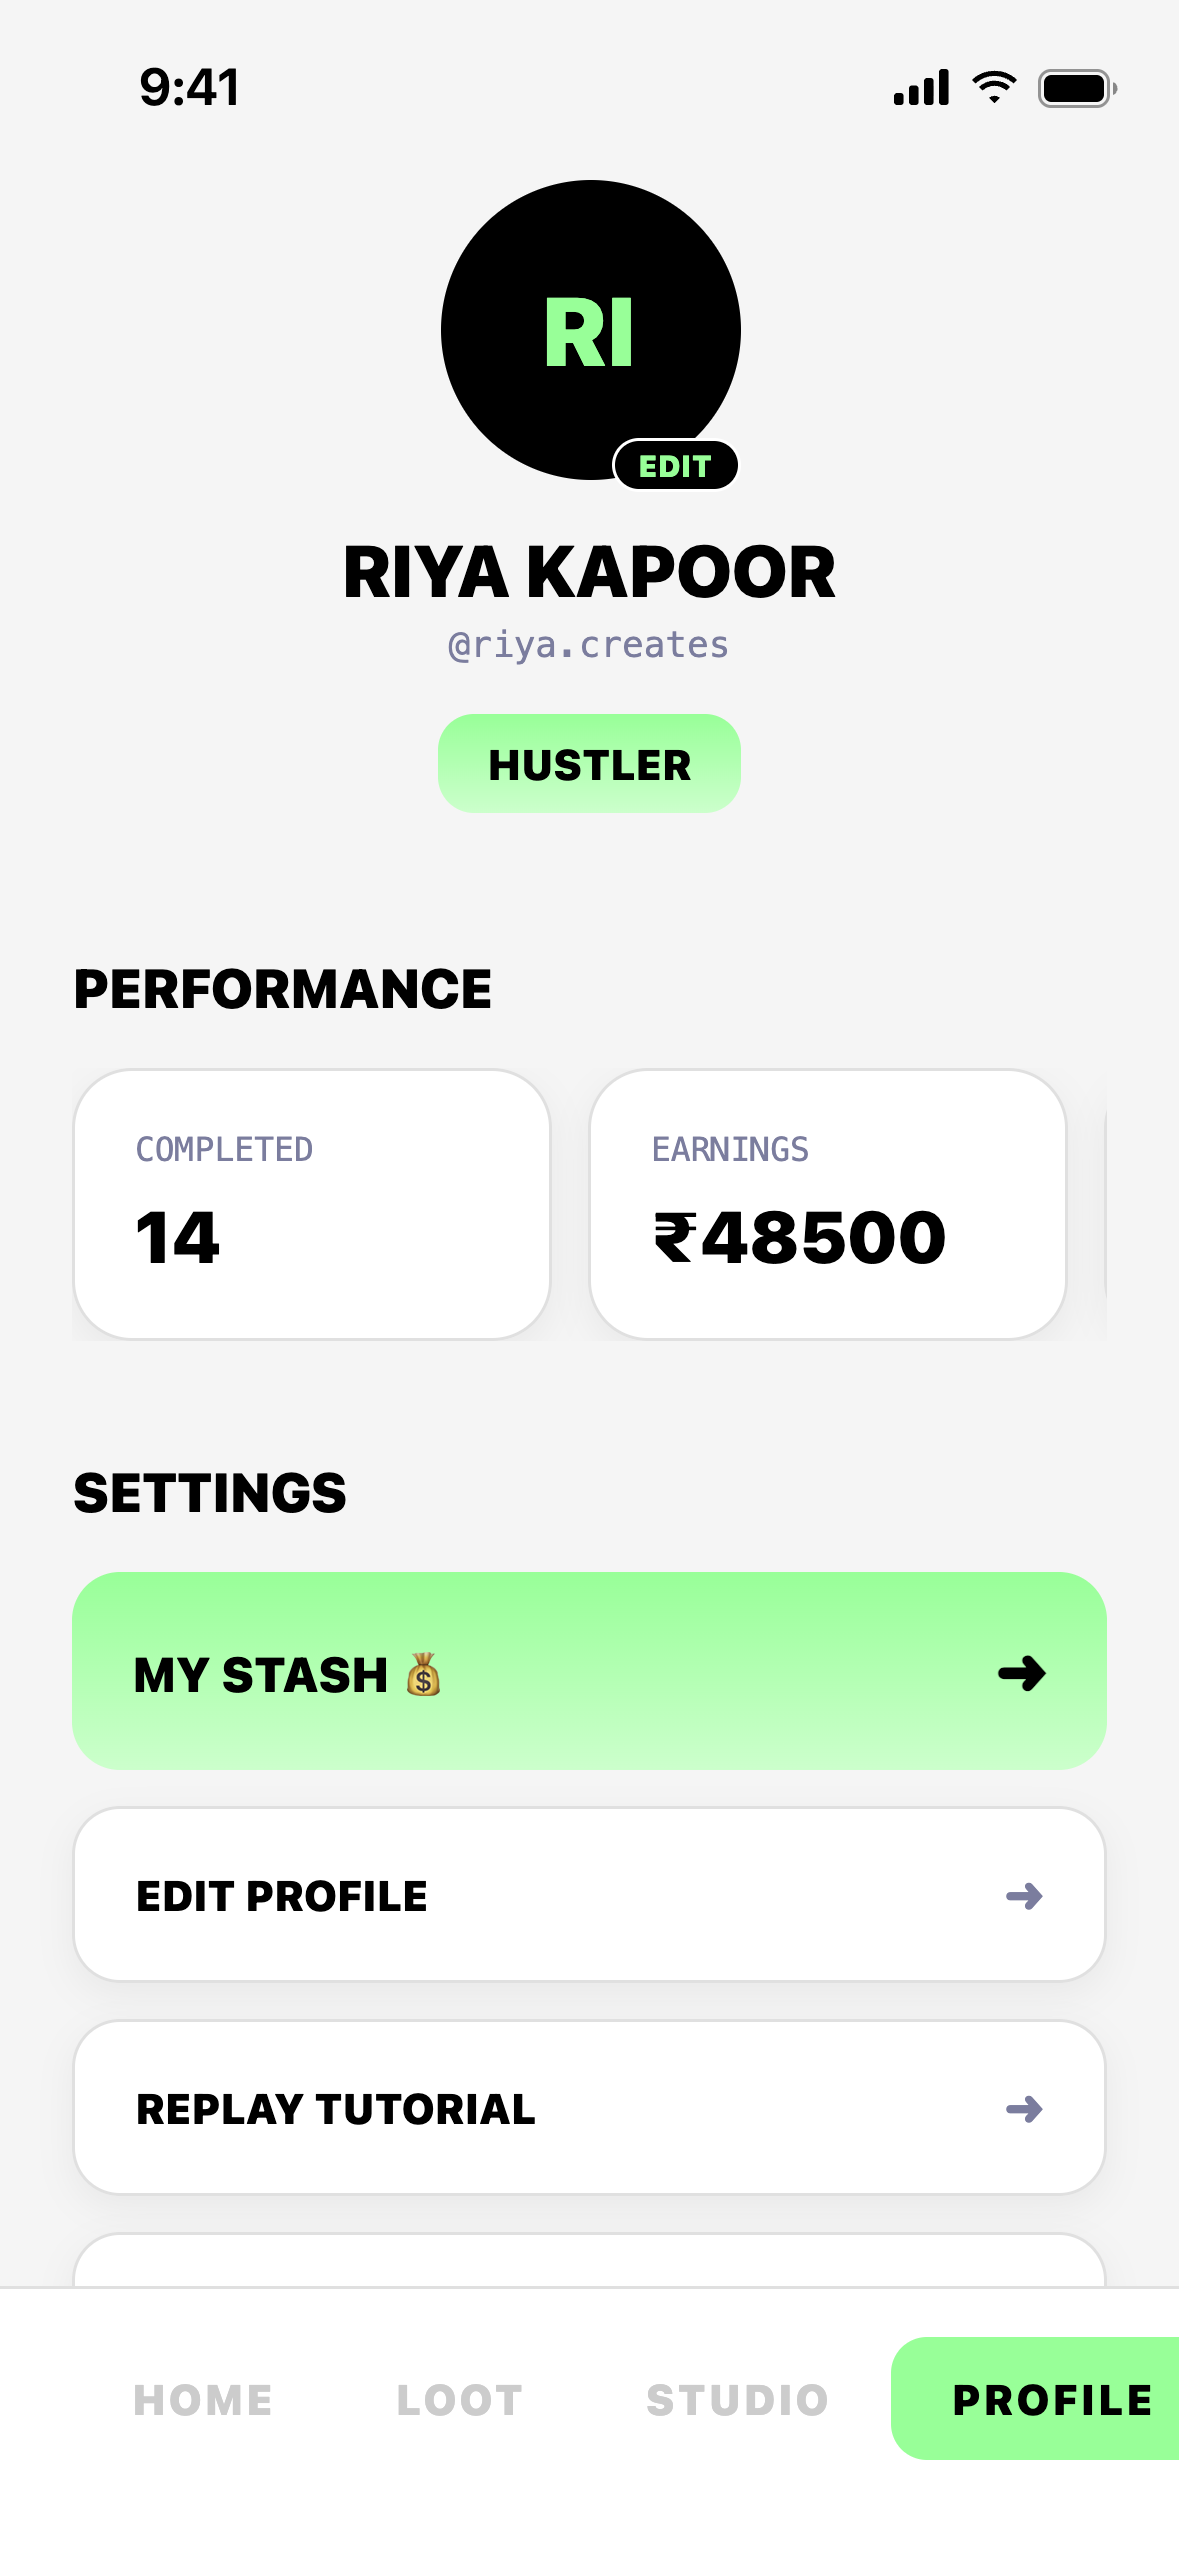 9:41
RI
EDIT
RIYA KAPOOR
@riya.creates
HUSTLER
PERFORMANCE
COMPLETED
14
EARNINGS
₹48500
SETTINGS
MY STASH 💰 ➜
EDIT PROFILE ➜
REPLAY TUTORIAL ➜
HOME LOOT STUDIO PROFILE